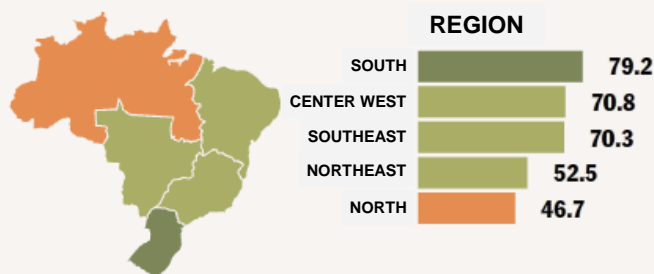 REGION
SOUTH 79.2
CENTER WEST 70.8
SOUTHEAST 70.3
NORTHEAST 52.5
NORTH 46.7